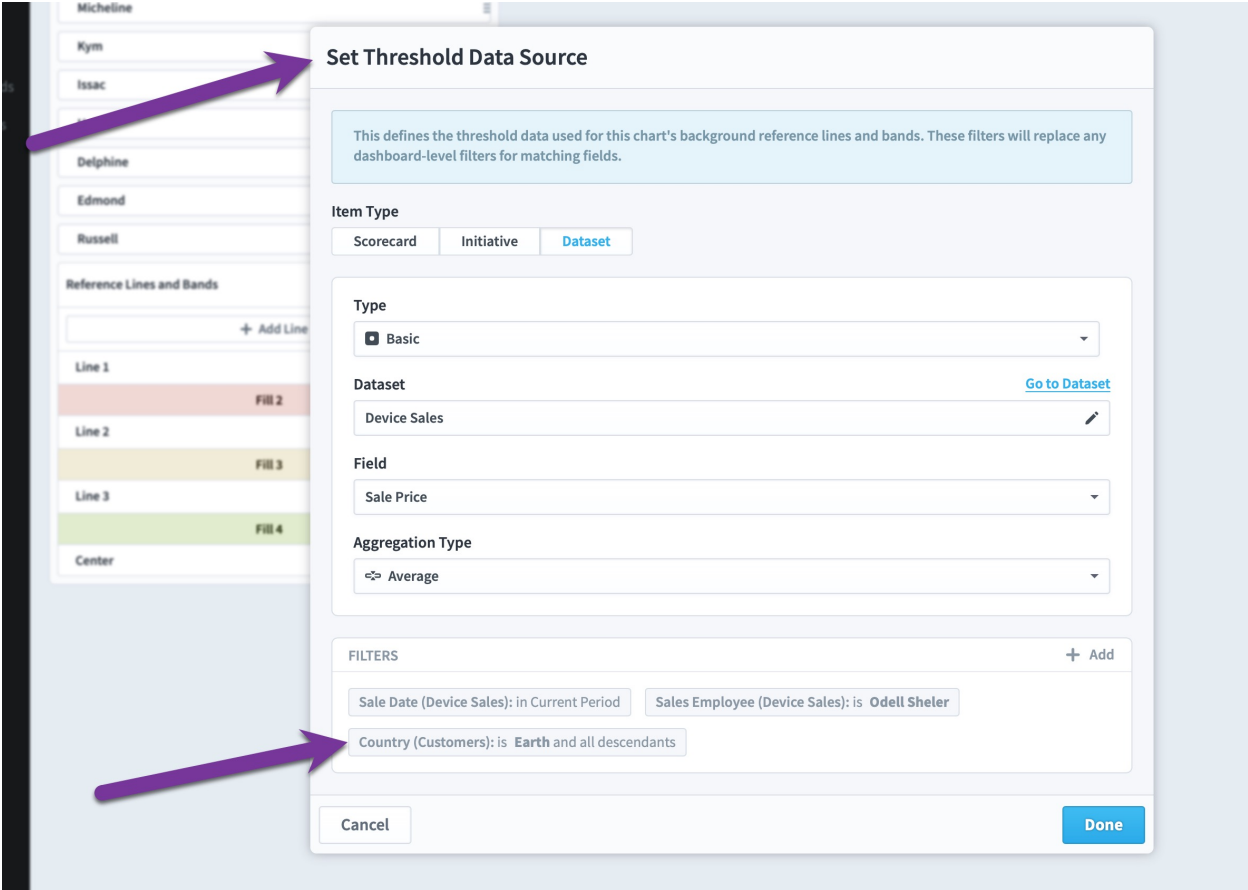 Micheline
Kym
Issac
Delphine
Edmond
Russell
Reference Lines and Bands
+ Add Line
Line 1
Fill 2
Line 2
Fill 3
Line 3
Fill 4
Center
Set Threshold Data Source
This defines the threshold data used for this chart's background reference lines and bands. These filters will replace any
dashboard-level filters for matching fields.
Item Type
Scorecard Initiative Dataset
Type
Basic
Dataset Go to Dataset
Device Sales
Field
Sale Price
Aggregation Type
Average
FILTERS + Add
Sale Date (Device Sales): in Current Period Sales Employee (Device Sales): is Odell Sheler
Country (Customers): is Earth and all descendants
Cancel Done